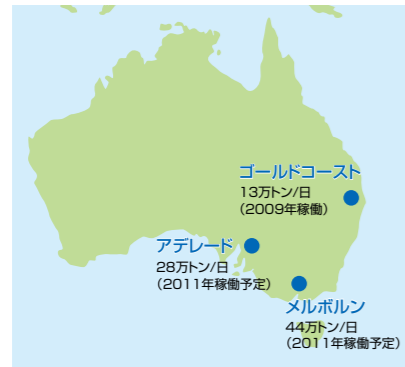 ゴールドコースト
13万トン/日
（2009年稼働）
アデレード
28万トン/日
（2011年稼働予定）
メルボルン
44万トン/日
（2011年稼働予定）